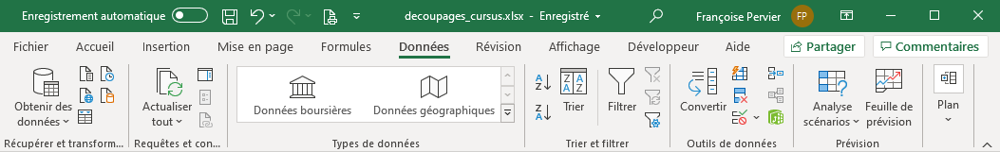 Enregistrement automatique decoupages_cursus.xlsx - Enregistré Françoise Pervier FP
Fichier Accueil Insertion Mise en page Formules Données Révision Affichage Développeur Aide Partager Commentaires
Obtenir des données Actualiser tout Données boursières Données géographiques A Z Z A Trier Filtrer Convertir Analyse scénarios Feuille de prévision Plan
Récupérer et transform... Requêtes et con... Types de données Trier et filtrer Outils de données Prévision